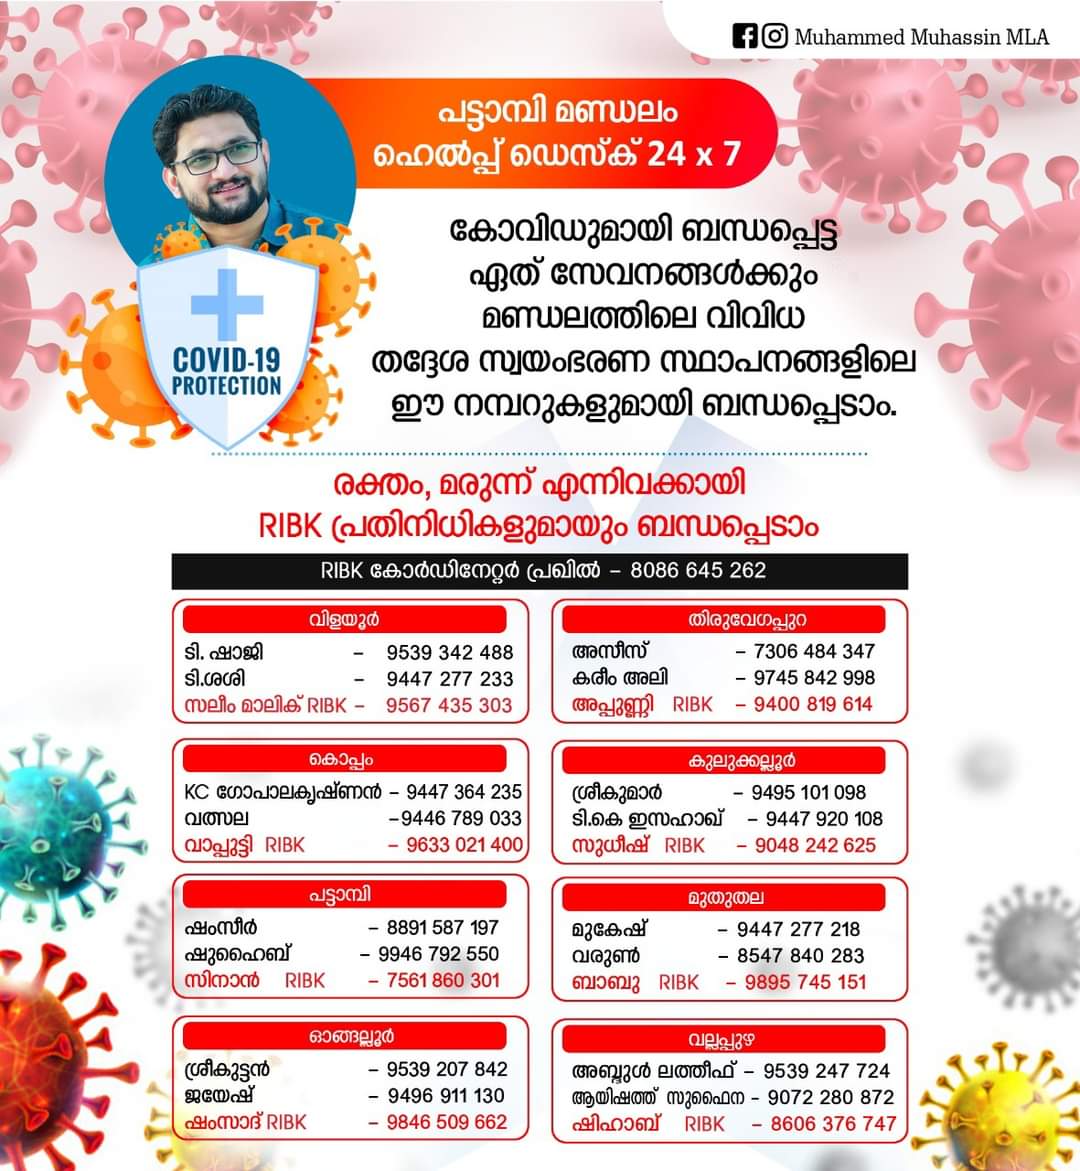 Muhammed Muhassin MLA
പട്ടാമ്പി മണ്ഡലം
ഹെൽപ്പ് ഡെസ്ക് 24 x 7
കോവിഡുമായി ബന്ധപ്പെട്ട
ഏത് സേവനങ്ങൾക്കും
മണ്ഡലത്തിലെ വിവിധ
തദ്ദേശ സ്വയംഭരണ സ്ഥാപനങ്ങളിലെ
ഈ നമ്പറുകളുമായി ബന്ധപ്പെടാം.
COVID-19
PROTECTION
രക്തം, മരുന്ന് എന്നിവക്കായി
RIBK പ്രതിനിധികളുമായും ബന്ധപ്പെടാം
RIBK കോർഡിനേറ്റർ പ്രഖിൽ – 8086 645 262
വിളയൂർ
ടി. ഷാജി – 9539 342 488
ടി.ശശി – 9447 277 233
സലീം മാലിക് RIBK – 9567 435 303
തിരുവേഗപ്പുറ
അസീസ് – 7306 484 347
കരീം അലി – 9745 842 998
അപ്പുണ്ണി RIBK – 9400 819 614
കൊപ്പം
KC ഗോപാലകൃഷ്ണൻ – 9447 364 235
വത്സല –9446 789 033
വാപ്പുട്ടി RIBK – 9633 021 400
കുലുക്കല്ലൂർ
ശ്രീകുമാർ – 9495 101 098
ടി.കെ ഇസഹാഖ് – 9447 920 108
സുധീഷ് RIBK – 9048 242 625
പട്ടാമ്പി
ഷംസീർ – 8891 587 197
ഷുഹൈബ് – 9946 792 550
സിനാൻ RIBK – 7561 860 301
മുതുതല
മുകേഷ് – 9447 277 218
വരുൺ – 8547 840 283
ബാബു RIBK – 9895 745 151
ഓങ്ങല്ലൂർ
ശ്രീകുട്ടൻ – 9539 207 842
ജയേഷ് – 9496 911 130
ഷംസാദ് RIBK – 9846 509 662
വല്ലപ്പുഴ
അബ്ദുൾ ലത്തീഫ് – 9539 247 724
ആയിഷത്ത് സുഫൈന – 9072 280 872
ഷിഹാബ് RIBK – 8606 376 747